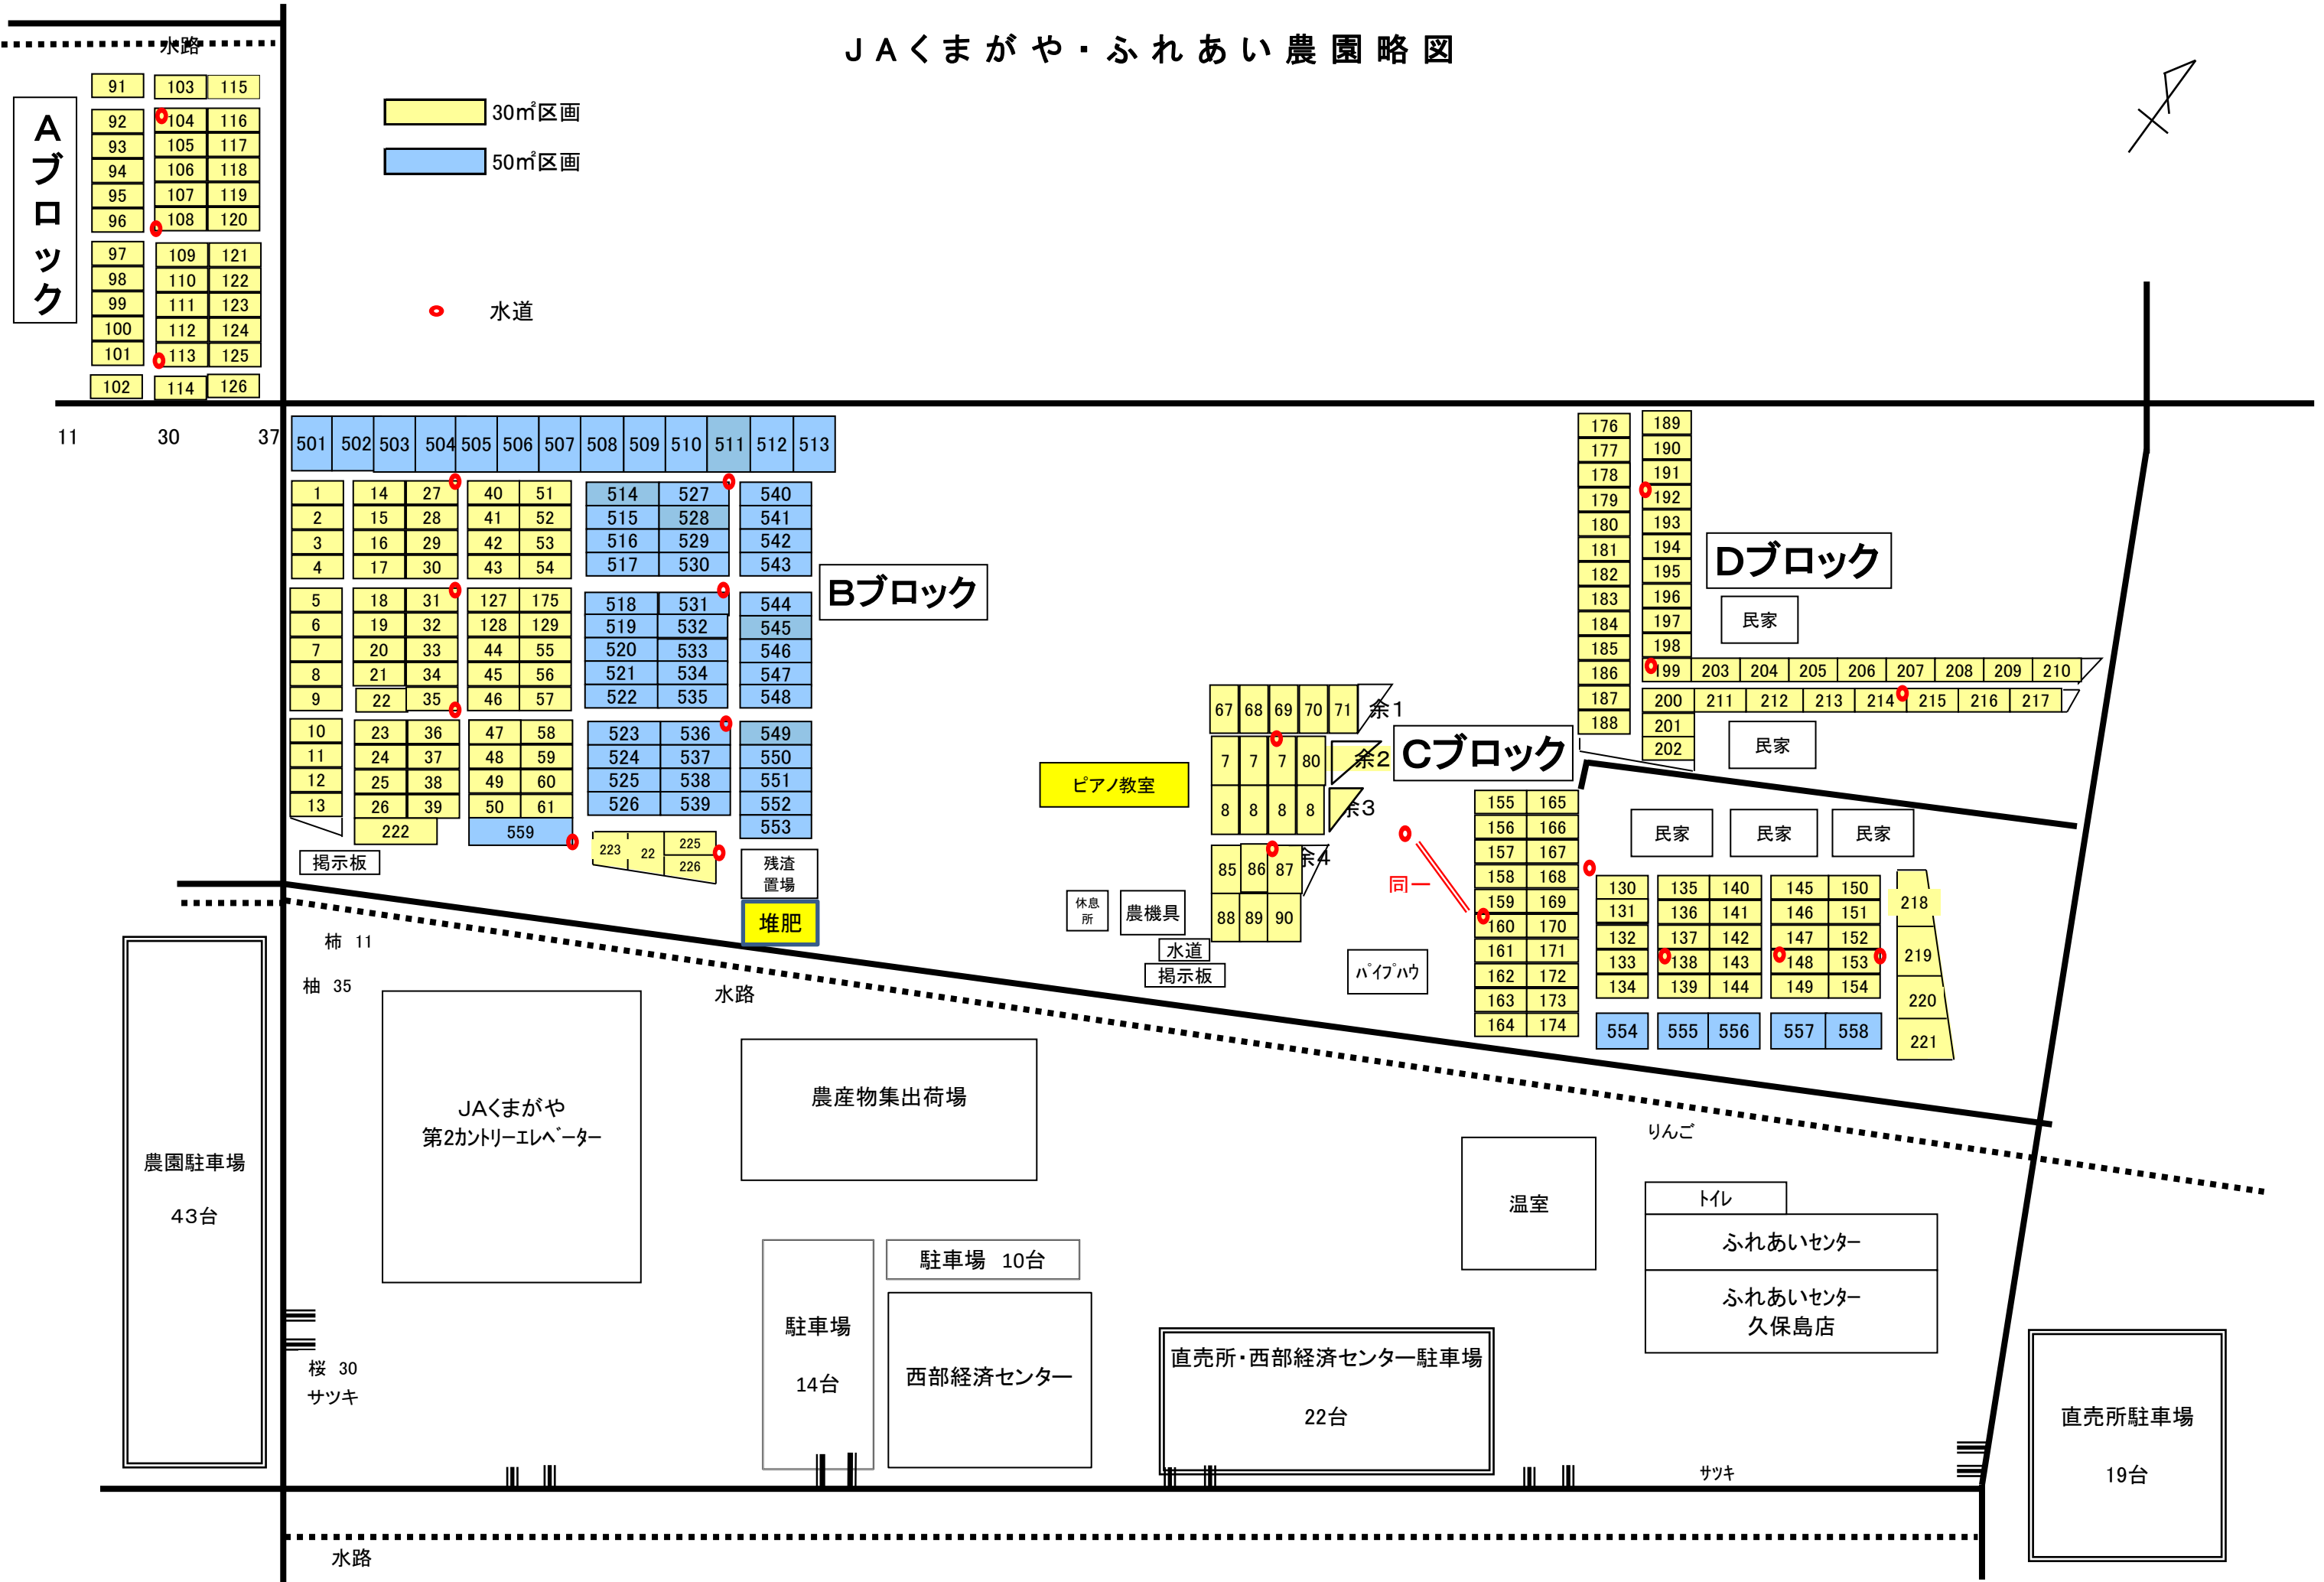 JAくまがや・ふれあい農園略図
水路
Aブロック
30㎡区画
50㎡区画
水道
91 103 115
92 104 116
93 105 117
94 106 118
95 107 119
96 108 120
97 109 121
98 110 122
99 111 123
100 112 124
101 113 125
102 114 126
11 30 37
501 502 503 504 505 506 507 508 509 510 511 512 513
1 14 27 40 51 514 527 540
2 15 28 41 52 515 528 541
3 16 29 42 53 516 529 542
4 17 30 43 54 517 530 543
Bブロック
5 18 31 127 175 518 531 544
6 19 32 128 129 519 532 545
7 20 33 44 55 520 533 546
8 21 34 45 56 521 534 547
9 22 35 46 57 522 535 548
10 23 36 47 58 523 536 549
11 24 37 48 59 524 537 550
12 25 38 49 60 525 538 551
13 26 39 50 61 526 539 552
222 559 553
223 22 225
226
掲示板
残渣
置場
堆肥
176 189
177 190
178 191
179 192
180 193
181 194
182 195
183 196
184 197
185 198
186 199 203 204 205 206 207 208 209 210
187 200 211 212 213 214 215 216 217
188 201
202
Dブロック
民家
民家
67 68 69 70 71 余1
7 7 7 80 余2
8 8 8 8 余3
85 86 87 余4
88 89 90
Cブロック
ピアノ教室
休息
所
農機具
水道
掲示板
同一
パイプハウ
155 165
156 166
157 167
158 168
159 169
160 170
161 171
162 172
163 173
164 174
民家 民家 民家
130 135 140 145 150
131 136 141 146 151
132 137 142 147 152
133 138 143 148 153
134 139 144 149 154
554 555 556 557 558
218
219
220
221
柿 11
柚 35
水路
農園駐車場
43台
JAくまがや
第2カントリーエレベーター
農産物集出荷場
りんご
温室
トイレ
ふれあいセンター
ふれあいセンター
久保島店
駐車場 10台
駐車場
14台
西部経済センター
直売所・西部経済センター駐車場
22台
直売所駐車場
19台
桜 30
サツキ
サツキ
水路